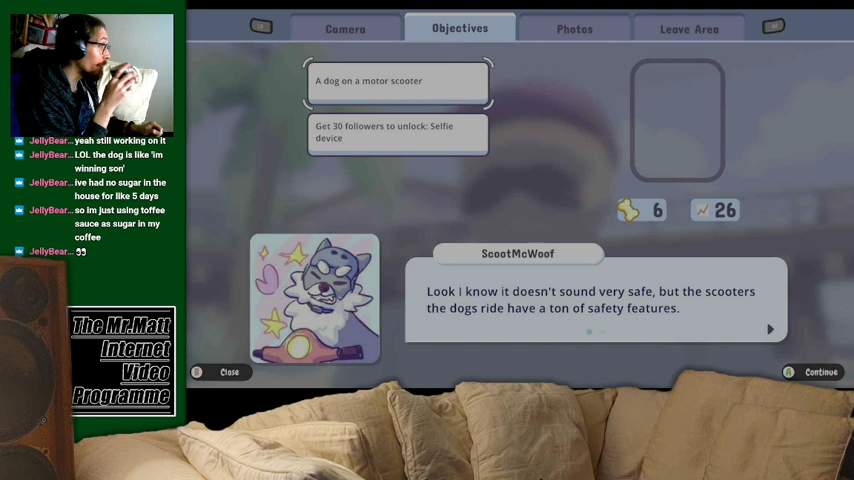 Camera
Objectives
Photos
Leave Area
A dog on a motor scooter
Get 30 followers to unlock: Selfie
device
6
26
ScootMcWoof
Look I know it doesn't sound very safe, but the scooters
the dogs ride have a ton of safety features.
Close
Continue
JellyBear... yeah still working on it
JellyBear... LOL the dog is like 'im
winning son'
JellyBear... ive had no sugar in the
house for like 5 days
JellyBear... so im just using toffee
sauce as sugar in my
coffee
JellyBear...
The Mr.Matt
Internet
Video
Programme